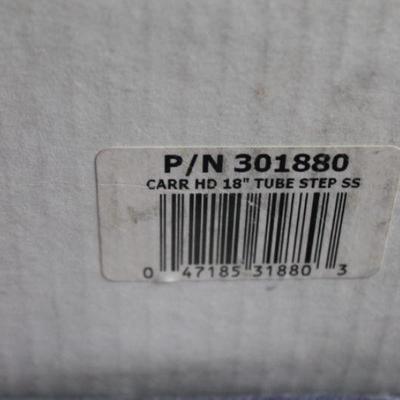 P/N 301880
CARR HD 18" TUBE STEP SS
0 47185 31880 3